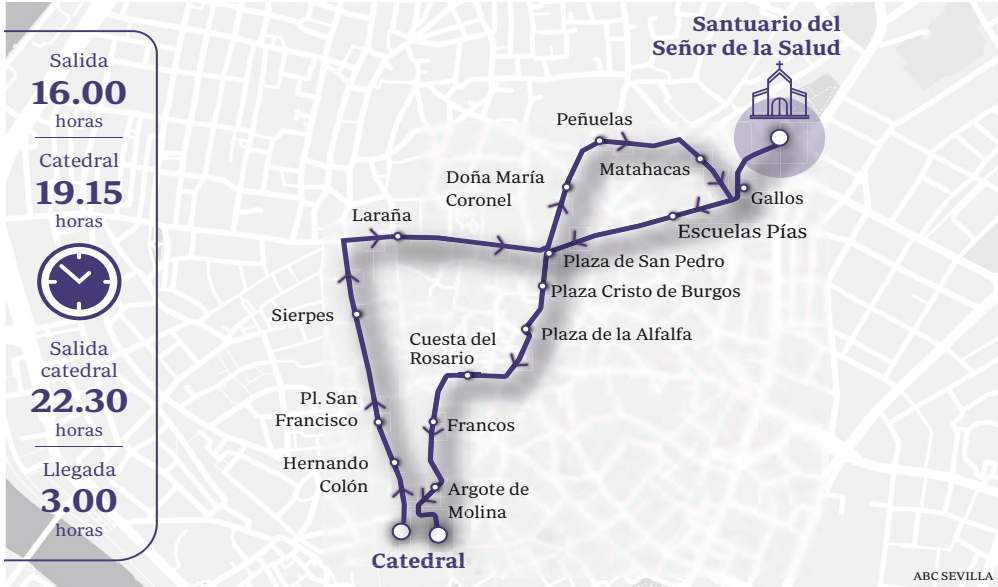 Santuario del
Señor de la Salud
Salida
16.00
horas
Catedral
19.15
horas
Salida
catedral
22.30
horas
Llegada
3.00
horas
Peñuelas
Matahacas
Doña María
Coronel
Gallos
Laraña
Escuelas Pías
Plaza de San Pedro
Plaza Cristo de Burgos
Sierpes
Plaza de la Alfalfa
Cuesta del
Rosario
Pl. San
Francisco
Francos
Hernando
Colón
Argote de
Molina
Catedral
ABC SEVILLA